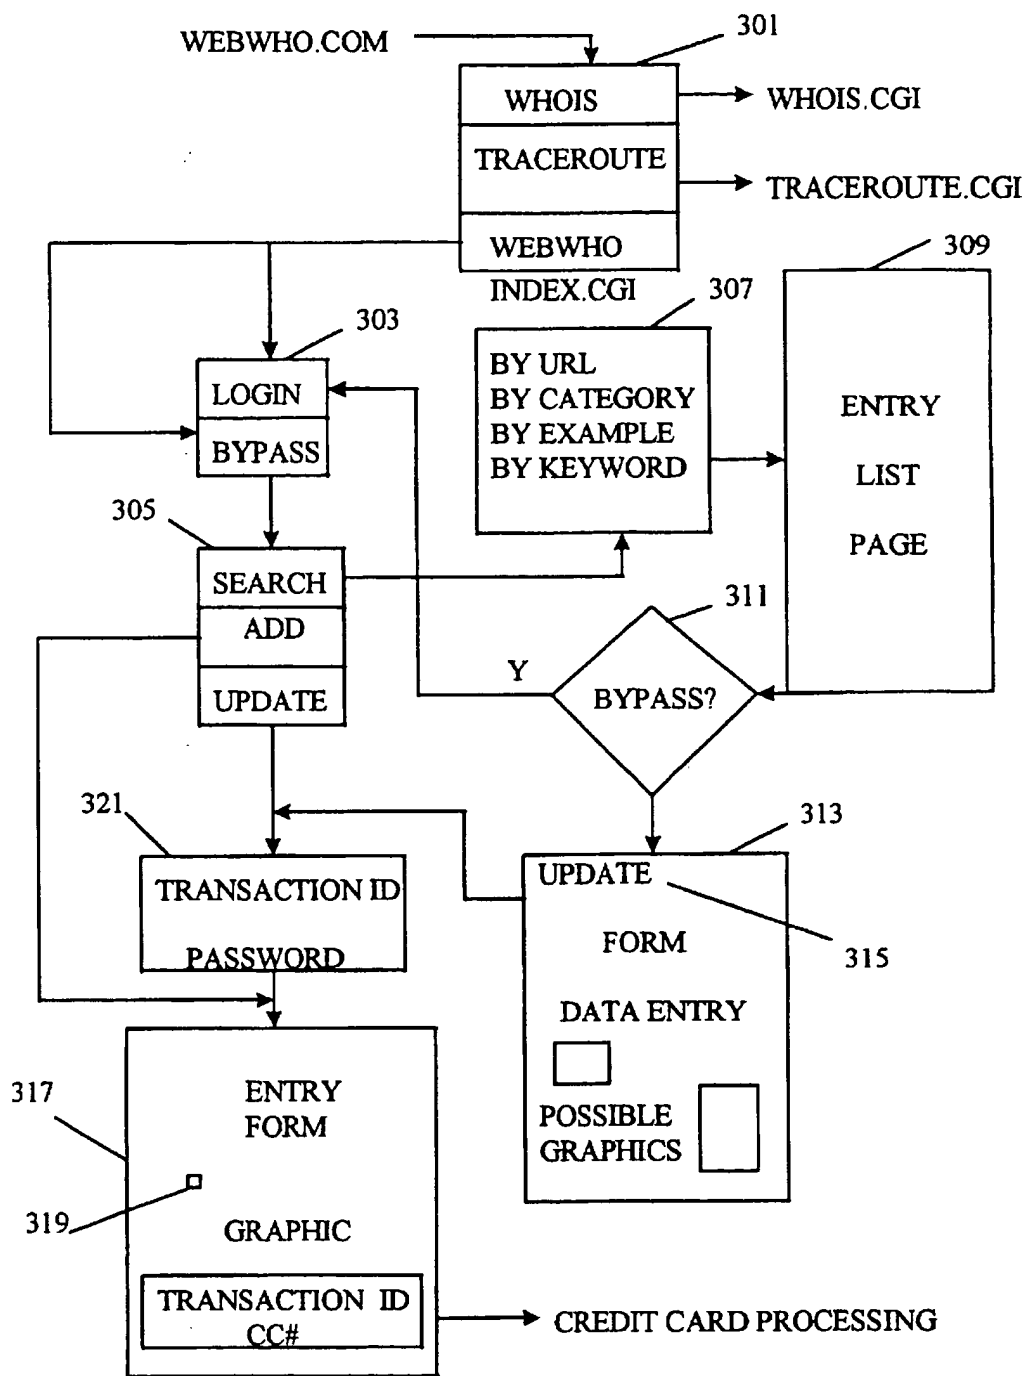 WEBWHO.COM
301
WHOIS
WHOIS.CGI
TRACEROUTE
TRACEROUTE.CGI
WEBWHO
INDEX.CGI
309
307
303
BY URL
BY CATEGORY
BY EXAMPLE
BY KEYWORD
LOGIN
BYPASS
ENTRY
LIST
PAGE
305
SEARCH
ADD
UPDATE
311
Y
BYPASS?
321
313
TRANSACTION ID
PASSWORD
UPDATE
315
FORM
DATA ENTRY
POSSIBLE
GRAPHICS
317
ENTRY
FORM
319
GRAPHIC
TRANSACTION ID
CC#
CREDIT CARD PROCESSING